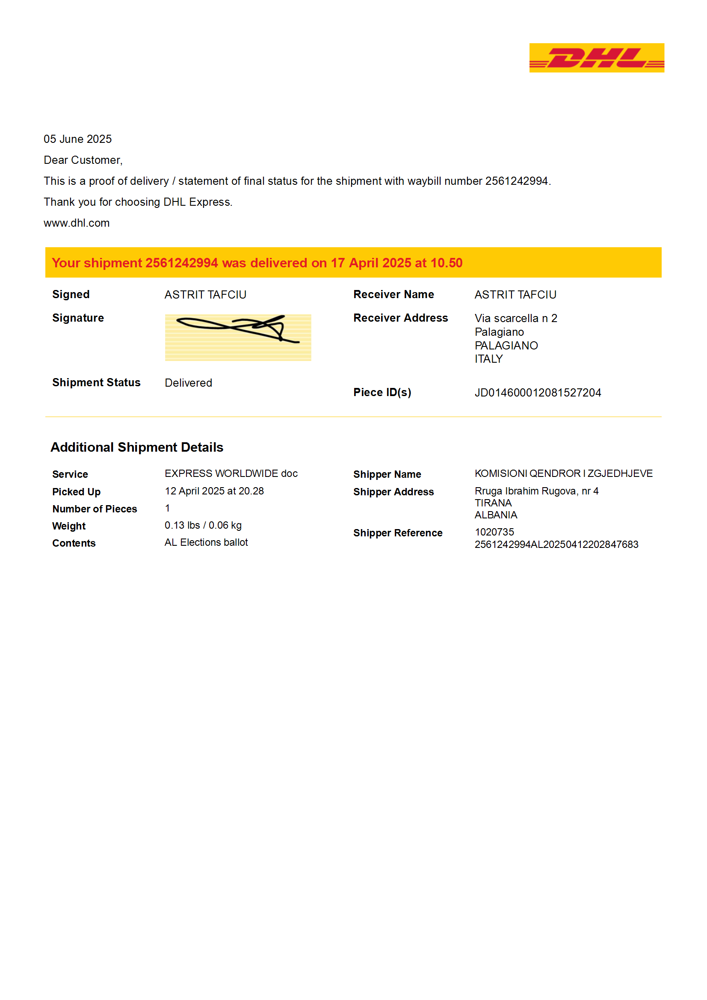 DHL
05 June 2025
Dear Customer,
This is a proof of delivery / statement of final status for the shipment with waybill number 2561242994.
Thank you for choosing DHL Express.
www.dhl.com
Your shipment 2561242994 was delivered on 17 April 2025 at 10.50
Signed ASTRIT TAFCIU
Signature
Shipment Status Delivered
Receiver Name ASTRIT TAFCIU
Receiver Address Via scarcella n 2
Palagiano
PALAGIANO
ITALY
Piece ID(s) JD014600012081527204
Additional Shipment Details
Service EXPRESS WORLDWIDE doc
Picked Up 12 April 2025 at 20.28
Number of Pieces 1
Weight 0.13 lbs / 0.06 kg
Contents AL Elections ballot
Shipper Name KOMISIONI QENDROR I ZGJEDHJEVE
Shipper Address Rruga Ibrahim Rugova, nr 4
TIRANA
ALBANIA
Shipper Reference 1020735
2561242994AL20250412202847683